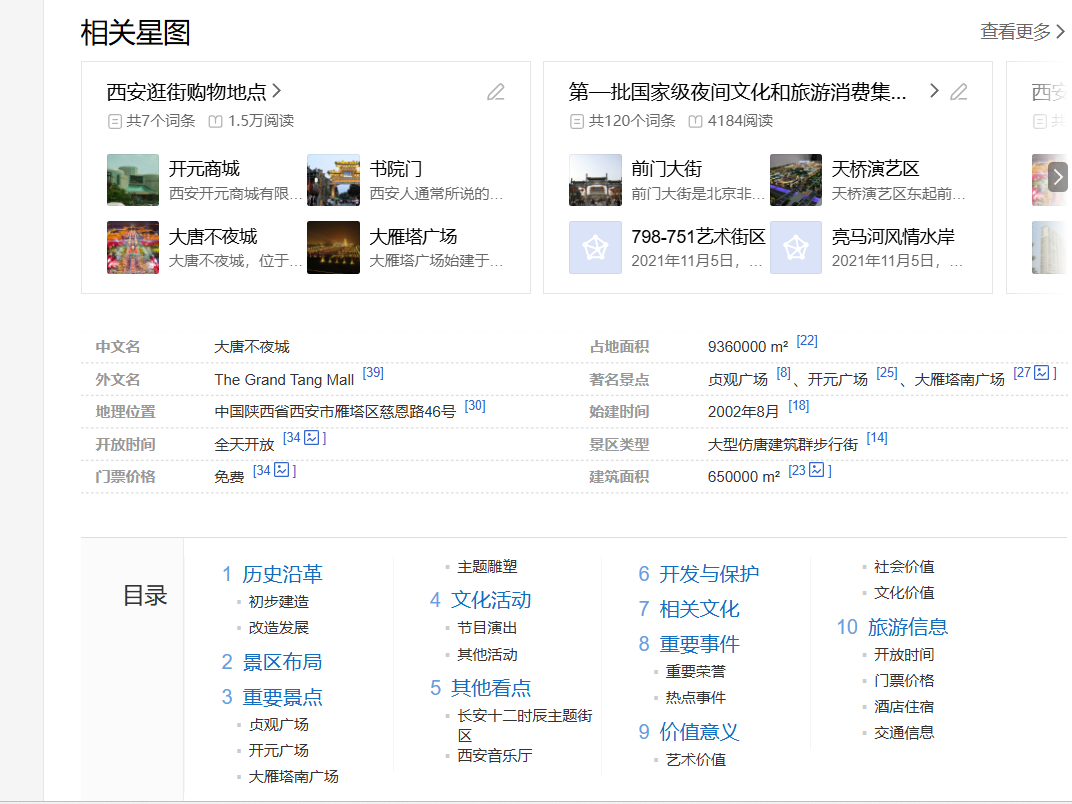 相关星图
查看更多
西安逛街购物地点
共7个词条 1.5万阅读
开元商城
西安开元商城有限...
书院门
西安人通常所说的...
大唐不夜城
大唐不夜城，位于...
大雁塔广场
大雁塔广场始建于...
第一批国家级夜间文化和旅游消费集...
共120个词条 4184阅读
前门大街
前门大街是北京非...
天桥演艺区
天桥演艺区东起前...
798-751艺术街区
2021年11月5日，...
亮马河风情水岸
2021年11月5日，...
西安
共
中文名 大唐不夜城
占地面积 9360000 m² [22]
外文名 The Grand Tang Mall [39]
著名景点 贞观广场 [8] 、开元广场 [25] 、大雁塔南广场 [27]
地理位置 中国陕西省西安市雁塔区慈恩路46号 [30]
始建时间 2002年8月 [18]
开放时间 全天开放 [34]
景区类型 大型仿唐建筑群步行街 [14]
门票价格 免费 [34]
建筑面积 650000 m² [23]
目录
1 历史沿革
初步建造
改造发展
2 景区布局
3 重要景点
贞观广场
开元广场
大雁塔南广场
主题雕塑
4 文化活动
节目演出
其他活动
5 其他看点
长安十二时辰主题街
区
西安音乐厅
6 开发与保护
7 相关文化
8 重要事件
重要荣誉
热点事件
9 价值意义
艺术价值
社会价值
文化价值
10 旅游信息
开放时间
门票价格
酒店住宿
交通信息